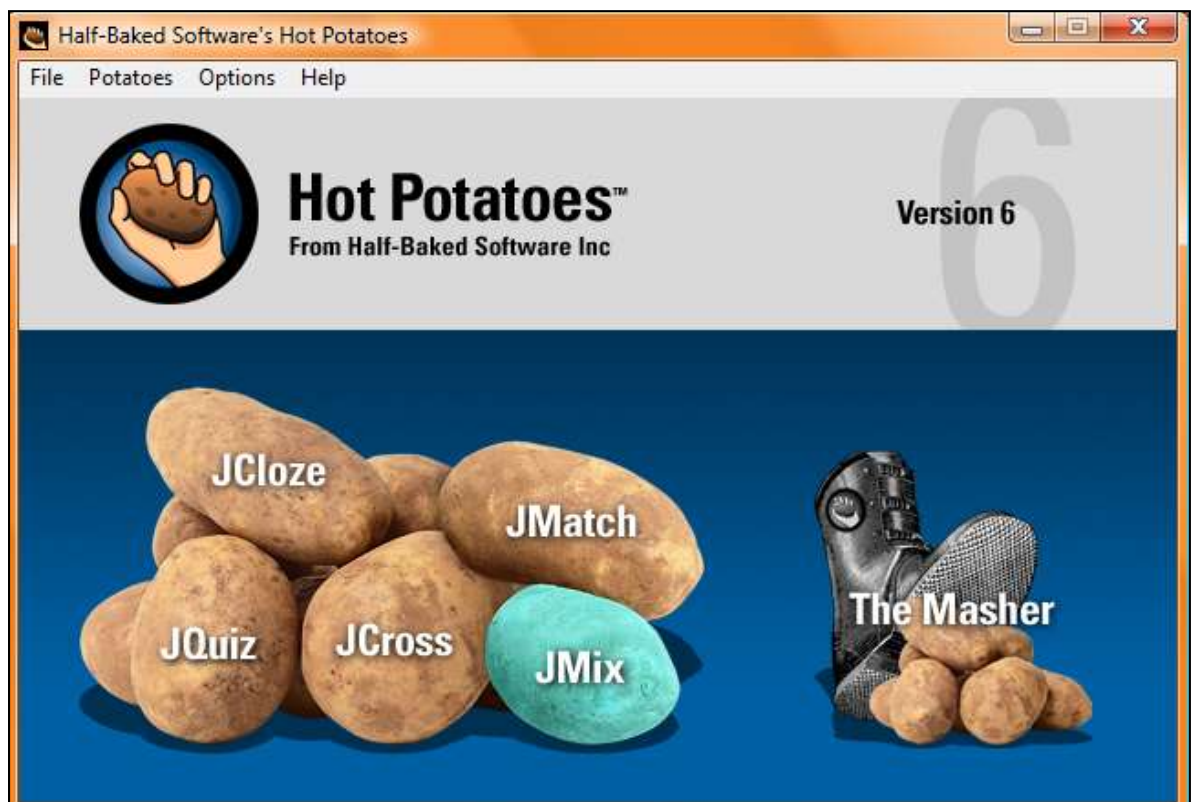 Half-Baked Software's Hot Potatoes
File Potatoes Options Help
6
Hot Potatoes™
From Half-Baked Software Inc
Version 6
JCloze
JMatch
JQuiz
JCross
JMix
The Masher